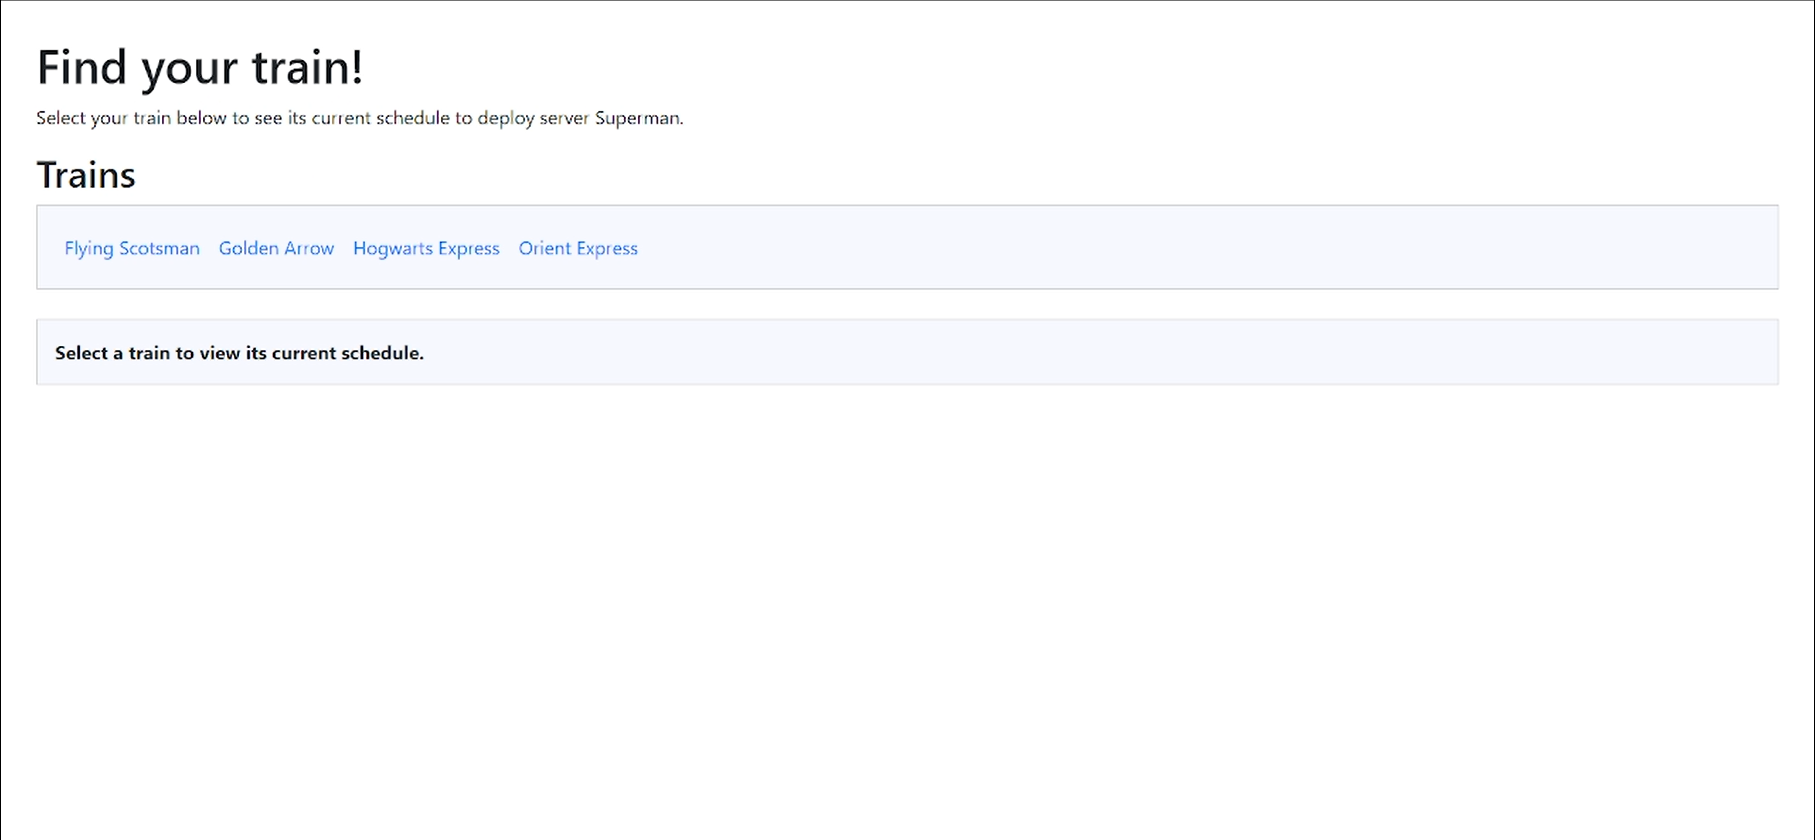 Find your train!
Select your train below to see its current schedule to deploy server Superman.
Trains
Flying Scotsman Golden Arrow Hogwarts Express Orient Express
Select a train to view its current schedule.